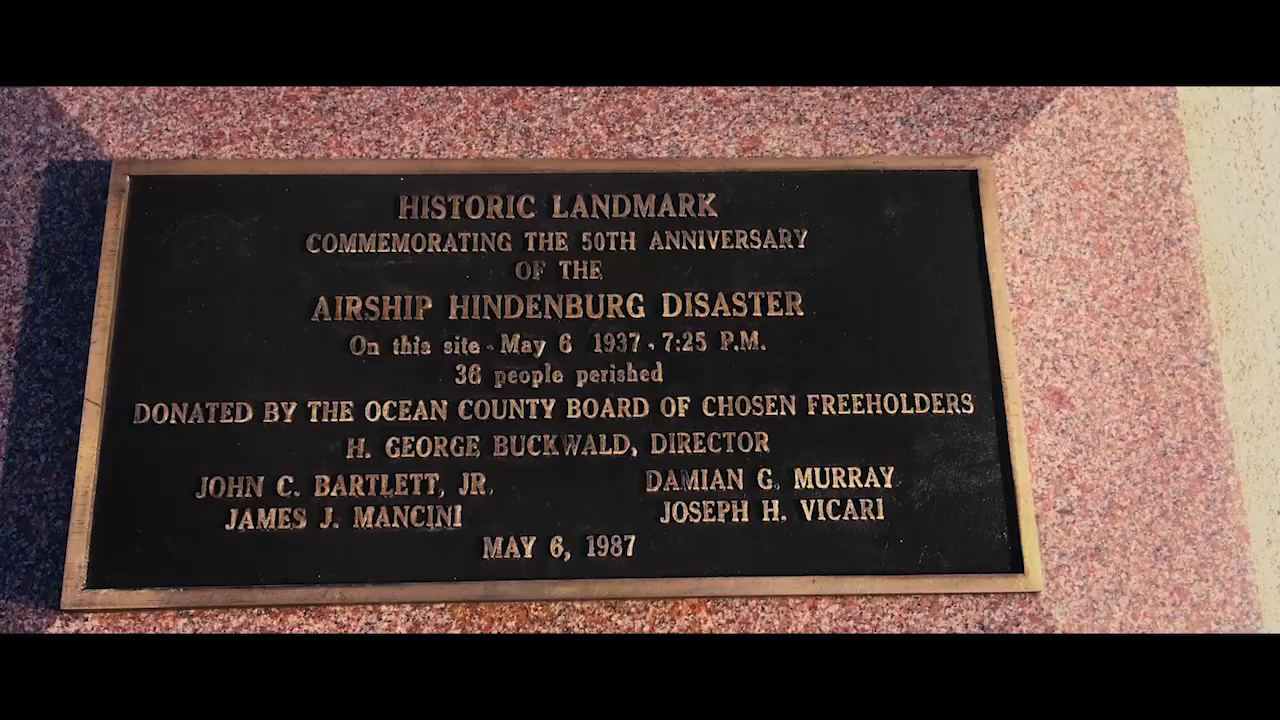 HISTORIC LANDMARK
COMMEMORATING THE 50TH ANNIVERSARY
OF THE
AIRSHIP HINDENBURG DISASTER
On this site - May 6 1937 - 7:25 P.M.
36 people perished
DONATED BY THE OCEAN COUNTY BOARD OF CHOSEN FREEHOLDERS
H. GEORGE BUCKWALD, DIRECTOR
JOHN C. BARTLETT, JR. DAMIAN G. MURRAY
JAMES J. MANCINI JOSEPH H. VICARI
MAY 6, 1987